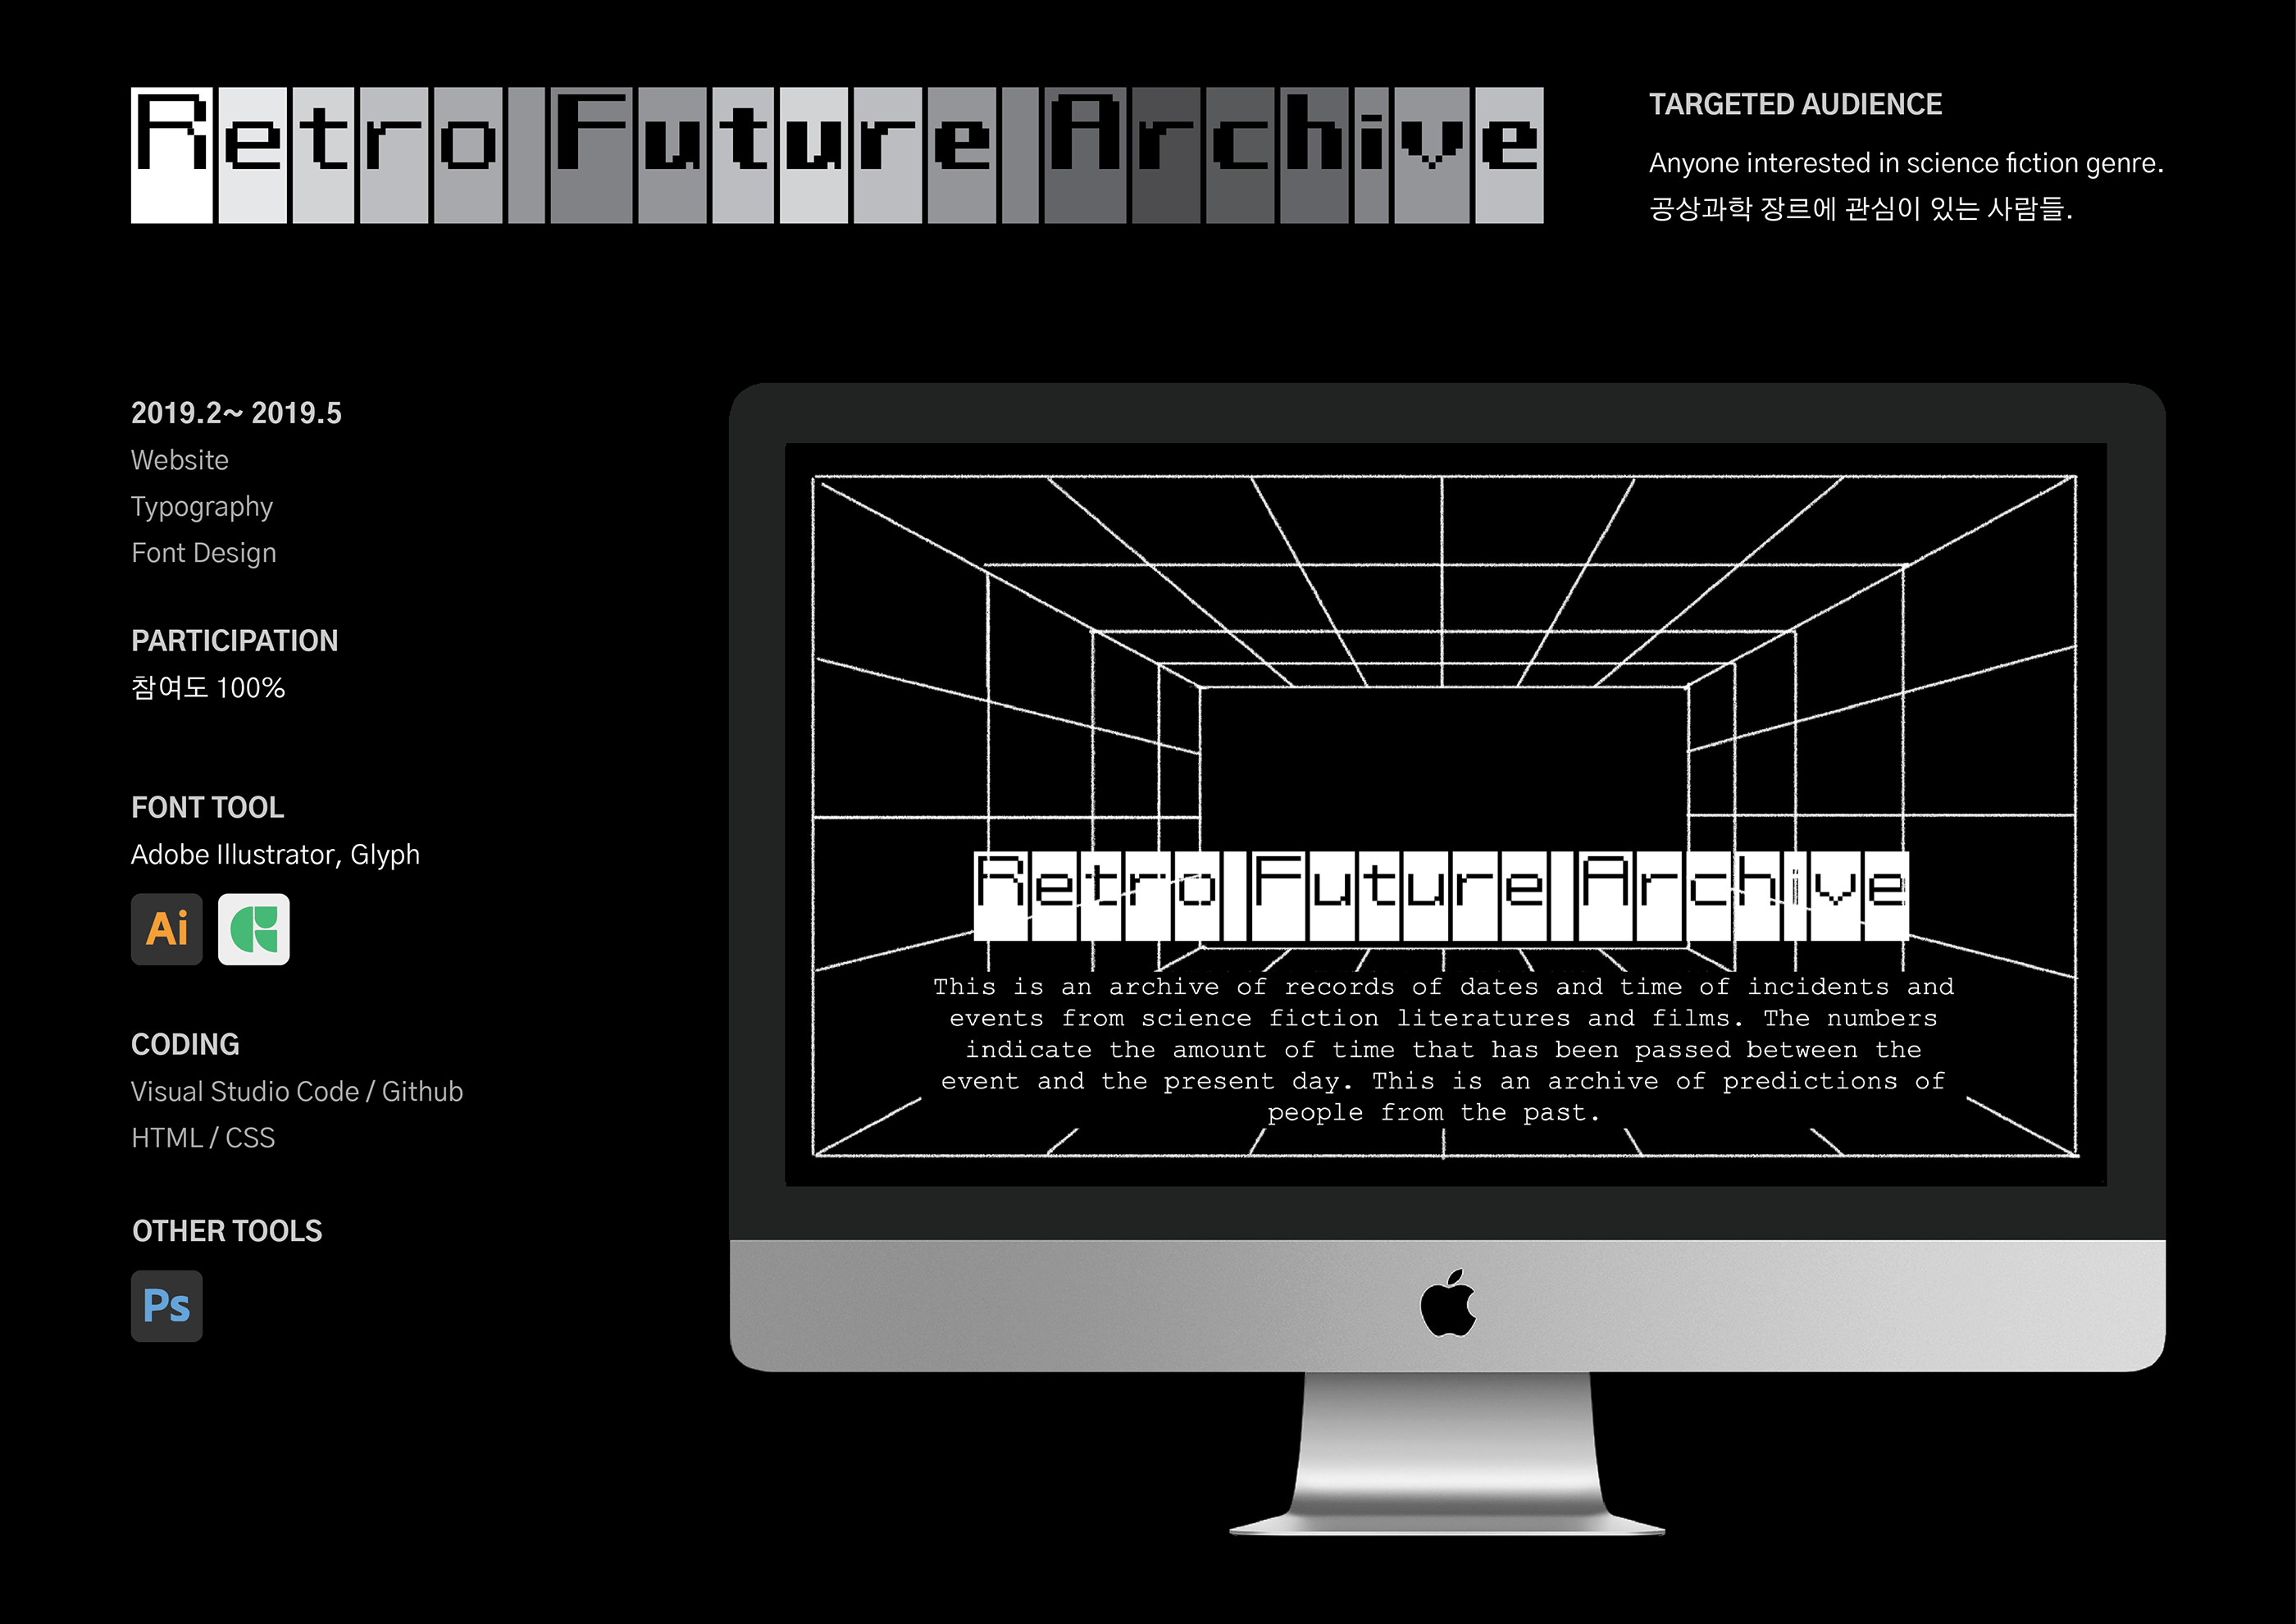 Retro Future Archive
TARGETED AUDIENCE
Anyone interested in science fiction genre.
공상과학 장르에 관심이 있는 사람들.
2019.2~ 2019.5
Website
Typography
Font Design
PARTICIPATION
참여도 100%
FONT TOOL
Adobe Illustrator, Glyph
Ai
CODING
Visual Studio Code / Github
HTML / CSS
OTHER TOOLS
Ps
Retro Future Archive
This is an archive of records of dates and time of incidents and
events from science fiction literatures and films. The numbers
indicate the amount of time that has been passed between the
event and the present day. This is an archive of predictions of
people from the past.